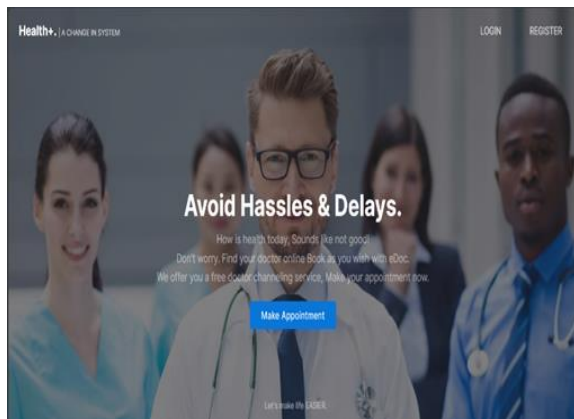 Health+. | A CHANGE IN SYSTEM
LOGIN
REGISTER
Avoid Hassles & Delays.
How is health today, Sounds like not good!
Don't worry. Find your doctor online Book as you wish with eDoc.
We offer you a free doctor channeling service, Make your appointment now.
Make Appointment
Let's make life EASIER.